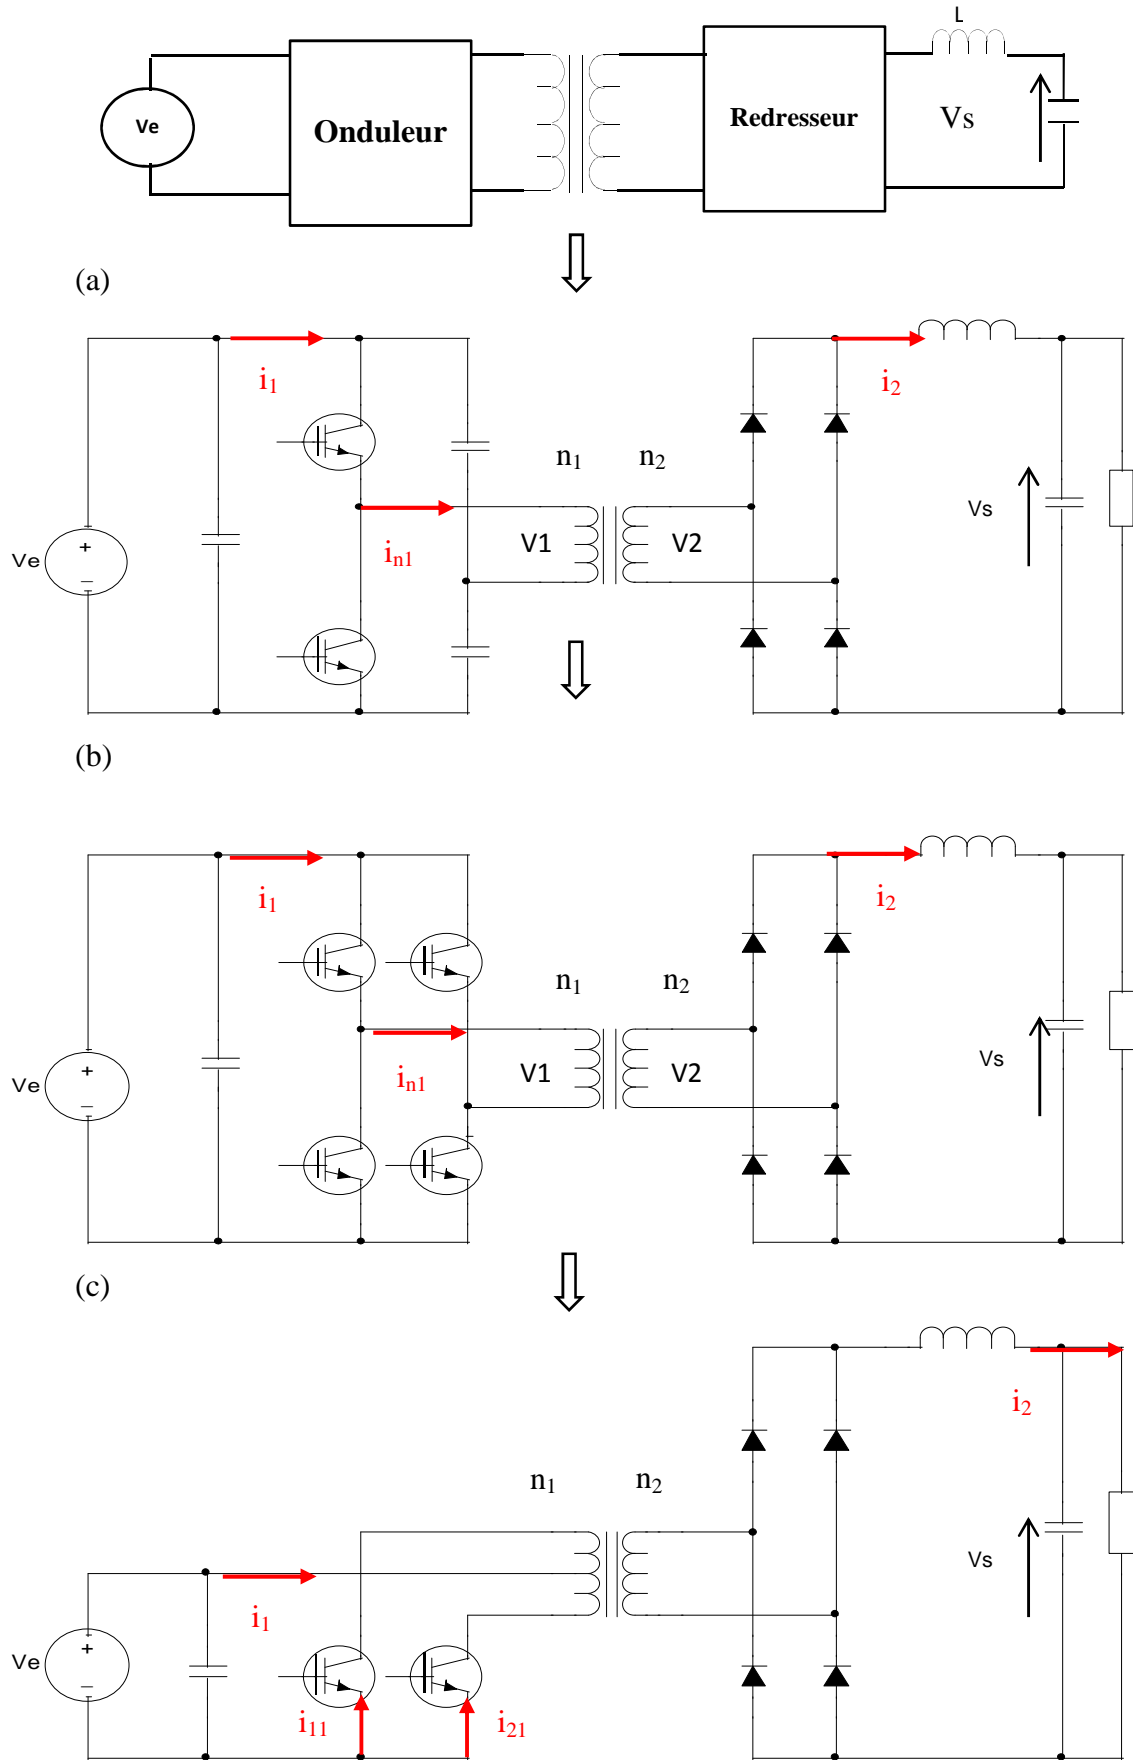 L
Ve
Onduleur
Redresseur
Vs
(a)
i1
i2
n1 n2
Vs
Ve
+
−
V1 V2
in1
(b)
i1
i2
n1 n2
Vs
Ve
+
−
V1 V2
in1
(c)
i2
n1 n2
Vs
i1
Ve
+
−
i11
i21